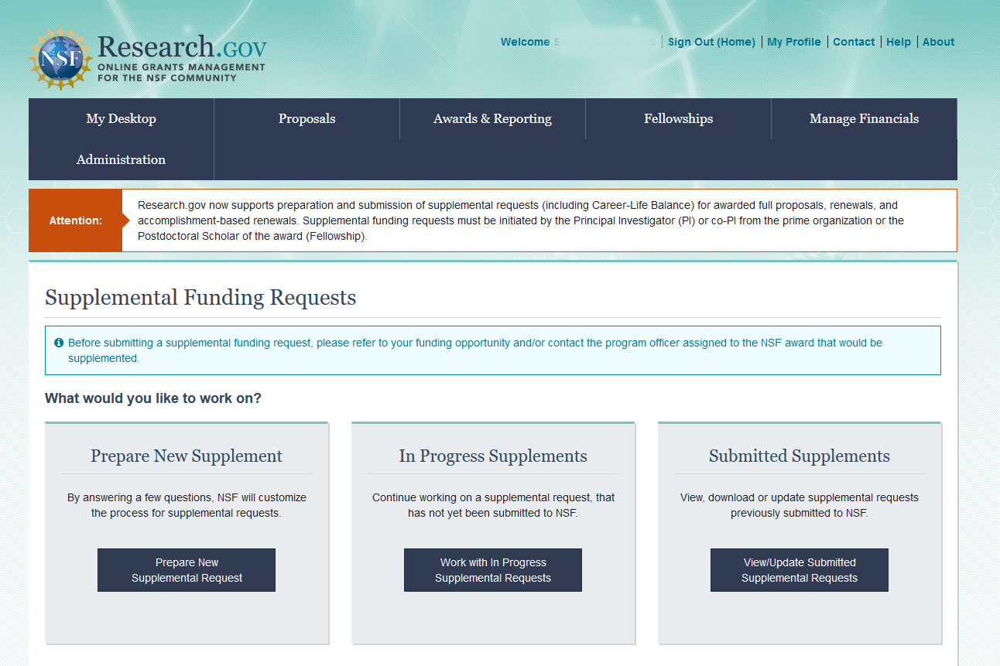 NSF
Research.GOV
ONLINE GRANTS MANAGEMENT
FOR THE NSF COMMUNITY
Welcome
Sign Out (Home) | My Profile | Contact | Help | About
My Desktop
Proposals
Awards & Reporting
Fellowships
Manage Financials
Administration
Attention:
Research.gov now supports preparation and submission of supplemental requests (including Career-Life Balance) for awarded full proposals, renewals, and
accomplishment-based renewals. Supplemental funding requests must be initiated by the Principal Investigator (PI) or co-PI from the prime organization or the
Postdoctoral Scholar of the award (Fellowship).
Supplemental Funding Requests
Before submitting a supplemental funding request, please refer to your funding opportunity and/or contact the program officer assigned to the NSF award that would be
supplemented.
What would you like to work on?
Prepare New Supplement
By answering a few questions, NSF will customize
the process for supplemental requests.
Prepare New
Supplemental Request
In Progress Supplements
Continue working on a supplemental request, that
has not yet been submitted to NSF.
Work with In Progress
Supplemental Requests
Submitted Supplements
View, download or update supplemental requests
previously submitted to NSF.
View/Update Submitted
Supplemental Requests